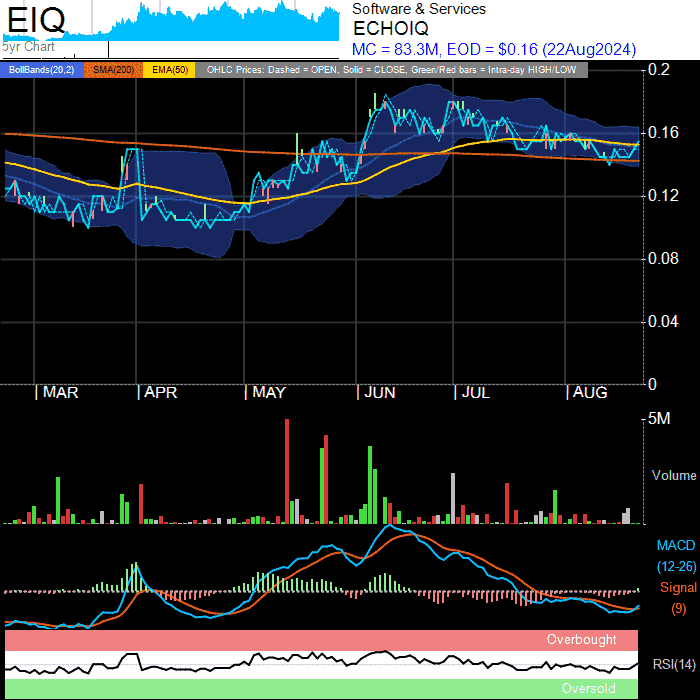 EIQ
5yr Chart
Software & Services
ECHOIQ
MC = 83.3M, EOD = $0.16 (22Aug2024)
BollBands(20,2) SMA(200) EMA(50) OHLC Prices: Dashed = OPEN, Solid = CLOSE, Green/Red bars = Intra-day HIGH/LOW
0.2
0.16
0.12
0.08
0.04
0
MAR APR MAY JUN JUL AUG
5M
Volume
MACD
(12-26)
Signal
(9)
Overbought
RSI(14)
Oversold